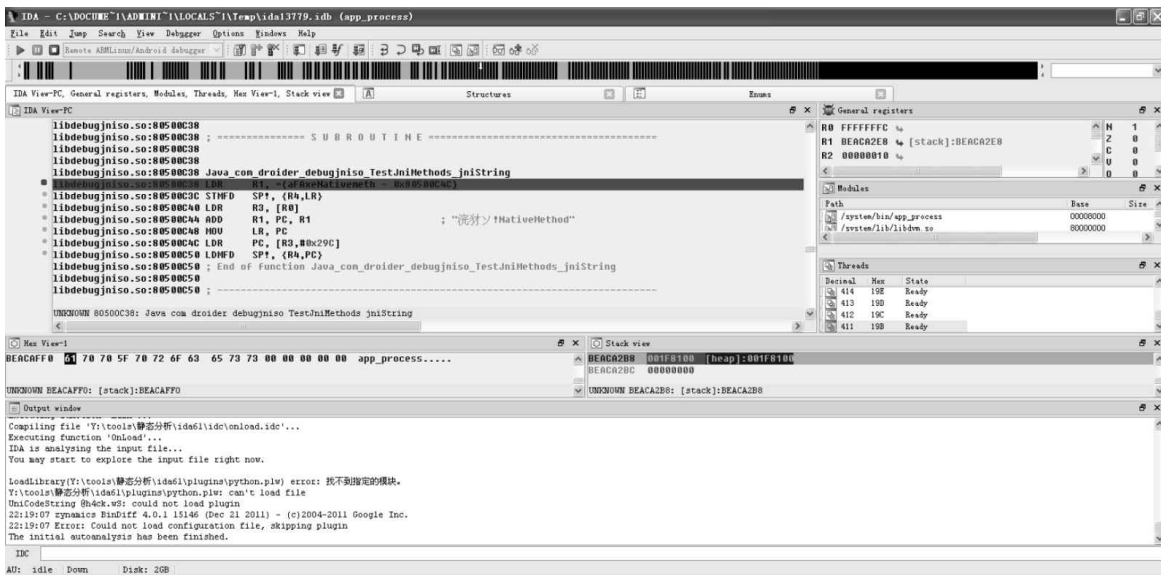 IDA - C:\DOCUME~1\ADMINI~1\LOCALS~1\Temp\ida13779.idb (app_process)
File Edit Jump Search View Debugger Options Windows Help
Remote ARMLinux/Android debugger
IDA View-PC, General registers, Modules, Threads, Hex View-1, Stack view
Structures
Enums
IDA View-PC
libdebugjniso.so:80500C38
libdebugjniso.so:80500C38 ; =============== S U B R O U T I N E =======================================
libdebugjniso.so:80500C38
libdebugjniso.so:80500C38
libdebugjniso.so:80500C38 Java_com_droider_debugjniso_TestJniMethods_jniString
libdebugjniso.so:80500C38 LDR R1, =(aFAxeNativemeth - 0x80500C4C)
libdebugjniso.so:80500C3C STMFD SP!, {R4,LR}
libdebugjniso.so:80500C40 LDR R3, [R0]
libdebugjniso.so:80500C44 ADD R1, PC, R1 ; !NativeMethod"
libdebugjniso.so:80500C48 MOV LR, PC
libdebugjniso.so:80500C4C LDR PC, [R3,#0x29C]
libdebugjniso.so:80500C50 LDMFD SP!, {R4,PC}
libdebugjniso.so:80500C50 ; End of function Java_com_droider_debugjniso_TestJniMethods_jniString
libdebugjniso.so:80500C50
libdebugjniso.so:80500C50 ; ---------------------------------------------------------------------------
UNKNOWN 80500C38: Java com droider debugjniso TestJniMethods jniString
General registers
R0 FFFFFFFC
R1 BEACA2E8 [stack]:BEACA2E8
R2 00000010
N 1
Z 0
C 0
V 0
Q 0
Modules
Path Base Size
/system/bin/app_process 00008000
/system/lib/libdvm.so 80000000
Threads
Decimal Hex State
414 19E Ready
413 19D Ready
412 19C Ready
411 19B Ready
Hex View-1
BEACAFF0 61 70 70 5F 70 72 6F 63 65 73 73 00 00 00 00 00 app_process.....
UNKNOWN BEACAFF0: [stack]:BEACAFF0
Stack view
BEACA2B8 001F8100 [heap]:001F8100
BEACA2BC 00000000
UNKNOWN BEACA2B8: [stack]:BEACA2B8
Output window
Compiling file 'Y:\tools\静态分析\ida61\idc\onload.idc'...
Executing function 'OnLoad'...
IDA is analysing the input file...
You may start to explore the input file right now.
LoadLibrary(Y:\tools\静态分析\ida61\plugins\python.plw) error: 找不到指定的模块。
Y:\tools\静态分析\ida61\plugins\python.plw: can't load file
UniCodeString @h4ck.wS: could not load plugin
22:19:07 zynamics BinDiff 4.0.1 15146 (Dec 21 2011) - (c)2004-2011 Google Inc.
22:19:07 Error: Could not load configuration file, skipping plugin
The initial autoanalysis has been finished.
IDC
AU: idle Down Disk: 2GB